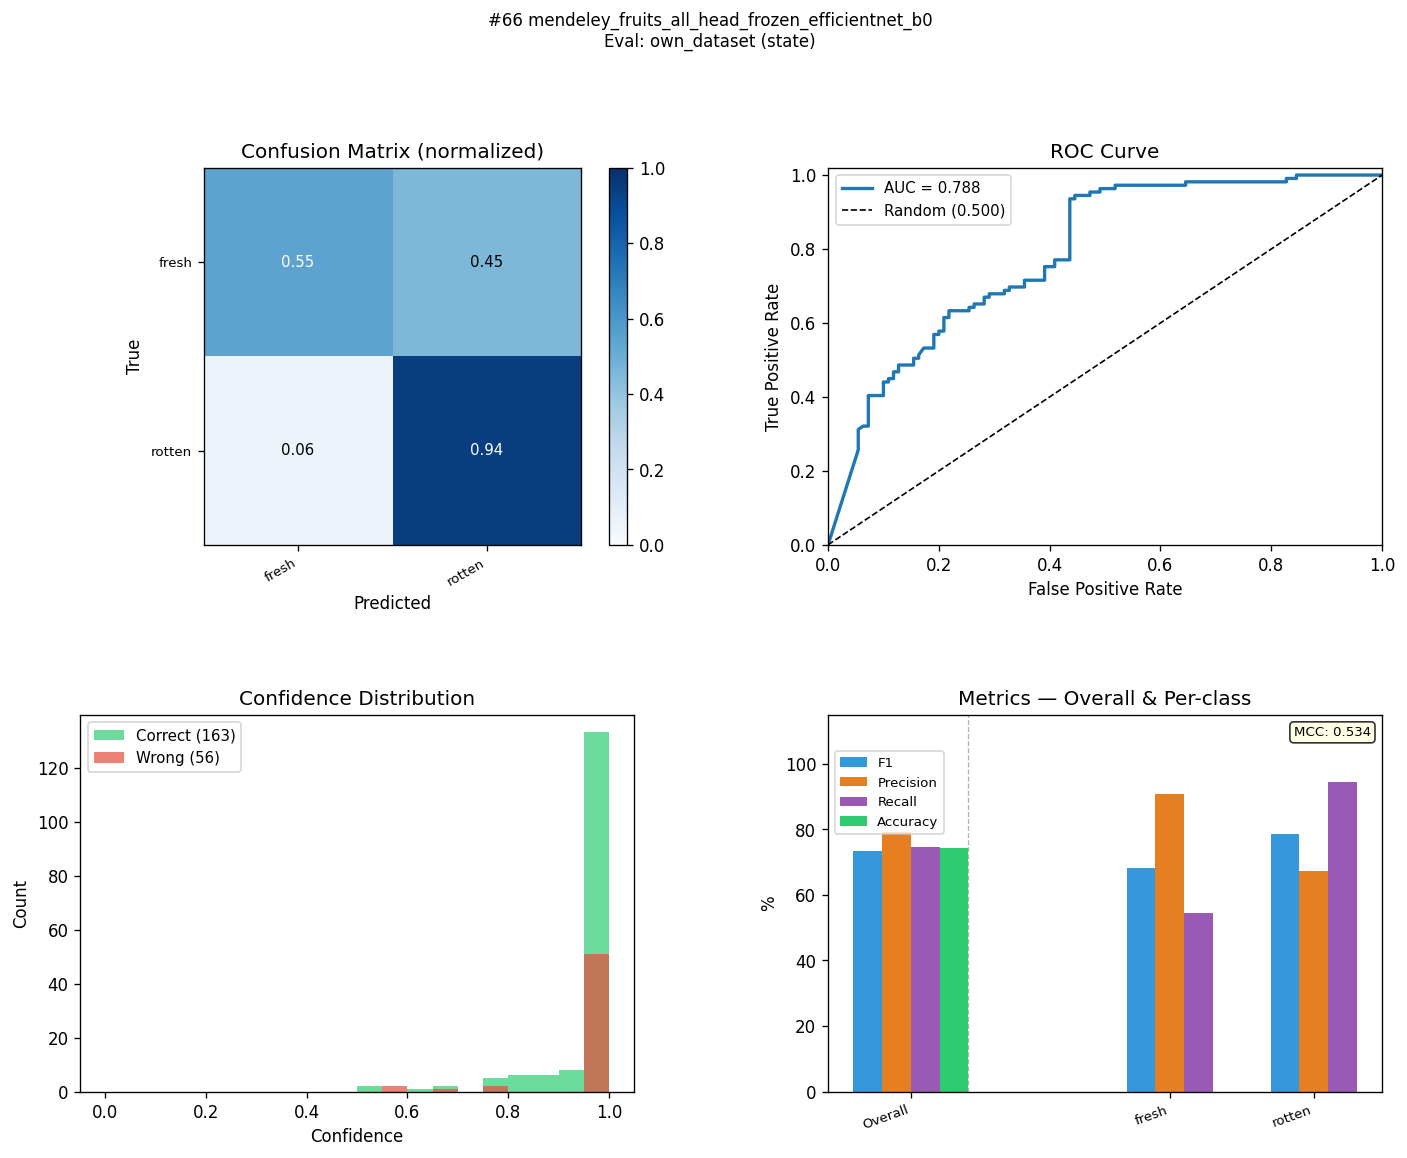 #66 mendeley_fruits_all_head_frozen_efficientnet_b0
Eval: own_dataset (state)
Confusion Matrix (normalized)
True
fresh
rotten
0.55
0.45
0.06
0.94
fresh
rotten
Predicted
1.0
0.8
0.6
0.4
0.2
0.0
ROC Curve
AUC = 0.788
Random (0.500)
True Positive Rate
1.0
0.8
0.6
0.4
0.2
0.0
0.0 0.2 0.4 0.6 0.8 1.0
False Positive Rate
Confidence Distribution
Correct (163)
Wrong (56)
Count
120
100
80
60
40
20
0
0.0 0.2 0.4 0.6 0.8 1.0
Confidence
Metrics — Overall & Per-class
MCC: 0.534
F1
Precision
Recall
Accuracy
%
100
80
60
40
20
0
Overall
fresh
rotten